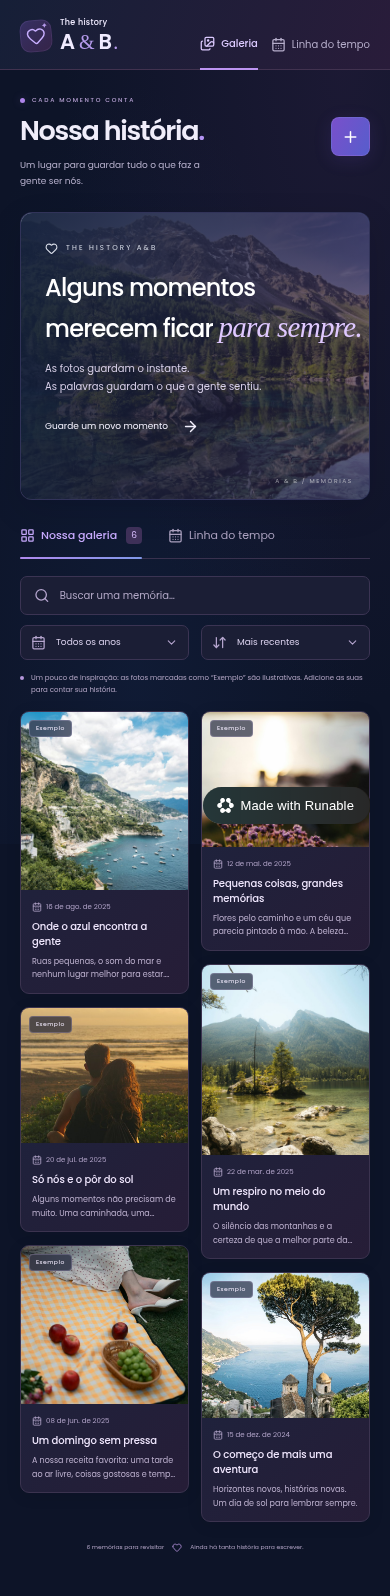 The history
A & B.
Galeria
Linha do tempo
CADA MOMENTO CONTA
Nossa história.
Um lugar para guardar tudo o que faz a
gente ser nós.
THE HISTORY A&B
Alguns momentos
merecem ficar para sempre.
As fotos guardam o instante.
As palavras guardam o que a gente sentiu.
Guarde um novo momento
A & B / MEMÓRIAS
Nossa galeria 6
Linha do tempo
Buscar uma memória...
Todos os anos
Mais recentes
Um pouco de inspiração: as fotos marcadas como “Exemplo” são ilustrativas. Adicione as suas
para contar sua história.
Exemplo
16 de ago. de 2025
Onde o azul encontra a
gente
Ruas pequenas, o som do mar e
nenhum lugar melhor para estar...
Exemplo
20 de jul. de 2025
Só nós e o pôr do sol
Alguns momentos não precisam de
muito. Uma caminhada, uma...
Exemplo
08 de jun. de 2025
Um domingo sem pressa
A nossa receita favorita: uma tarde
ao ar livre, coisas gostosas e temp...
Exemplo
Made with Runable
12 de mai. de 2025
Pequenas coisas, grandes
memórias
Flores pelo caminho e um céu que
parecia pintado à mão. A beleza...
Exemplo
22 de mar. de 2025
Um respiro no meio do
mundo
O silêncio das montanhas e a
certeza de que a melhor parte da...
Exemplo
15 de dez. de 2024
O começo de mais uma
aventura
Horizontes novos, histórias novas.
Um dia de sol para lembrar sempre.
6 memórias para revisitar
Ainda há tanta história para escrever.